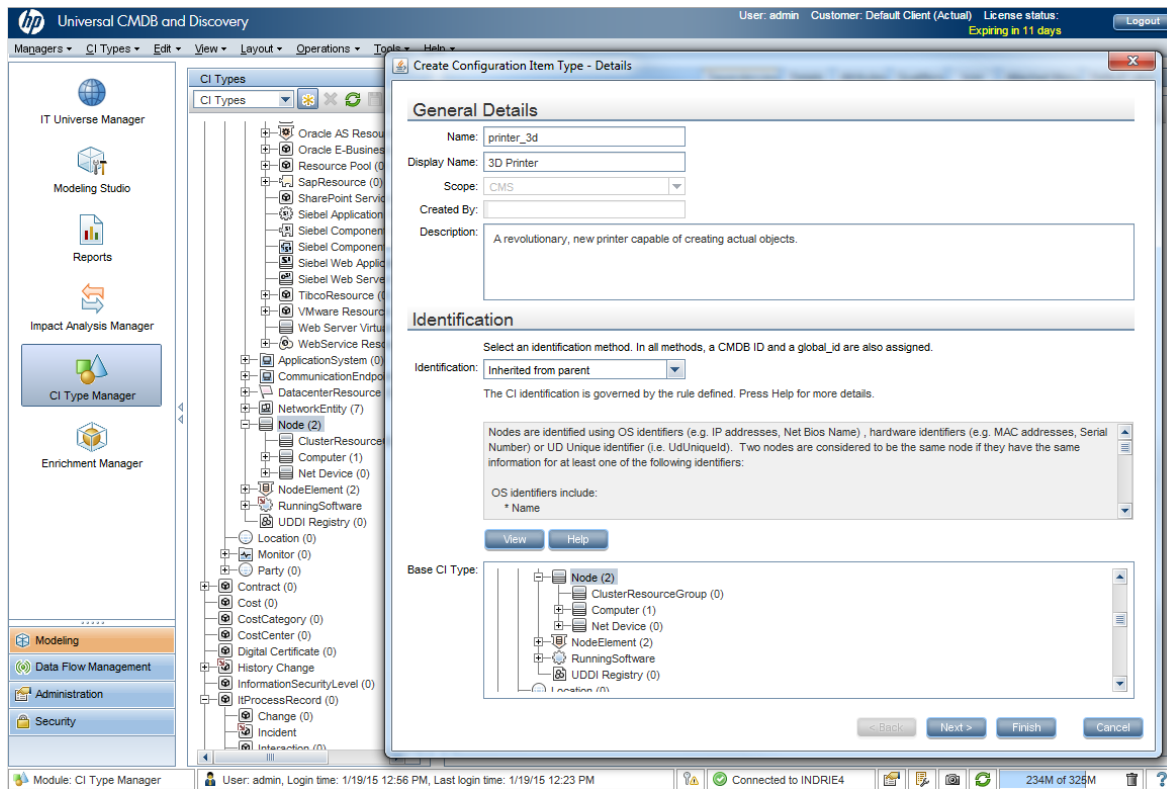 hp
Universal CMDB and Discovery
User: admin Customer: Default Client (Actual) License status:
Expiring in 11 days
Logout
Managers CI Types Edit View Layout Operations Tools Help
IT Universe Manager
Modeling Studio
Reports
Impact Analysis Manager
CI Type Manager
Enrichment Manager
Modeling
Data Flow Management
Administration
Security
CI Types
CI Types
Oracle AS Resou
Oracle E-Busines
Resource Pool (0
SapResource (0)
SharePoint Servic
Siebel Application
Siebel Componen
Siebel Componen
Siebel Web Applic
Siebel Web Serve
TibcoResource (
VMware Resourc
Web Server Virtu
WebService Reso
ApplicationSystem (0)
CommunicationEndpo
DatacenterResource
NetworkEntity (7)
Node (2)
ClusterResource
Computer (1)
Net Device (0)
NodeElement (2)
RunningSoftware
UDDI Registry (0)
Location (0)
Monitor (0)
Party (0)
Contract (0)
Cost (0)
CostCategory (0)
CostCenter (0)
Digital Certificate (0)
History Change
InformationSecurityLevel (0)
ItProcessRecord (0)
Change (0)
Incident
Interaction (0)
Create Configuration Item Type - Details
General Details
Name: printer_3d
Display Name: 3D Printer
Scope: CMS
Created By:
Description: A revolutionary, new printer capable of creating actual objects.
Identification
Select an identification method. In all methods, a CMDB ID and a global_id are also assigned.
Identification: Inherited from parent
The CI identification is governed by the rule defined. Press Help for more details.
Nodes are identified using OS identifiers (e.g. IP addresses, Net Bios Name) , hardware identifiers (e.g. MAC addresses, Serial
Number) or UD Unique identifier (i.e. UdUniqueId). Two nodes are considered to be the same node if they have the same
information for at least one of the following identifiers:
OS identifiers include:
* Name
View Help
Base CI Type:
Node (2)
ClusterResourceGroup (0)
Computer (1)
Net Device (0)
NodeElement (2)
RunningSoftware
UDDI Registry (0)
Location (0)
< Back Next > Finish Cancel
Module: CI Type Manager
User: admin, Login time: 1/19/15 12:56 PM, Last login time: 1/19/15 12:23 PM
Connected to INDRIE4
234M of 325M